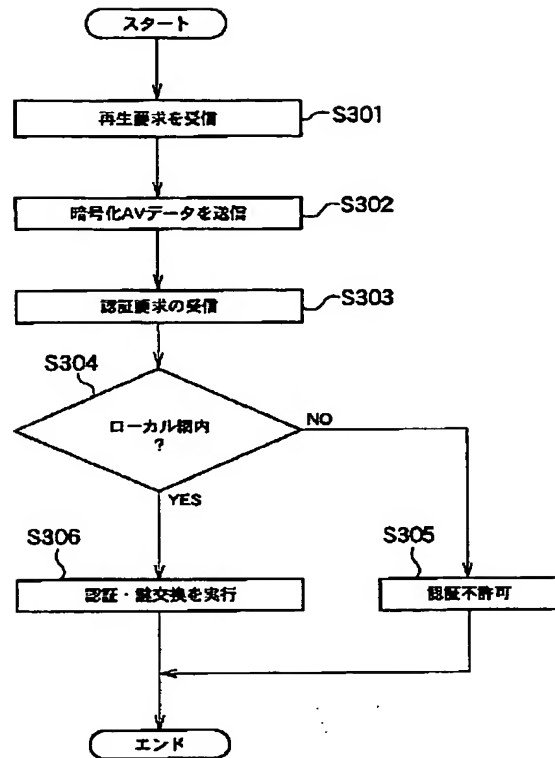 スタート
再生要求を受信
S301
暗号化AVデータを送信
S302
認証要求の受信
S303
S304
ローカル網内
?
NO
YES
S306
認証・鍵交換を実行
S305
認証不許可
エンド